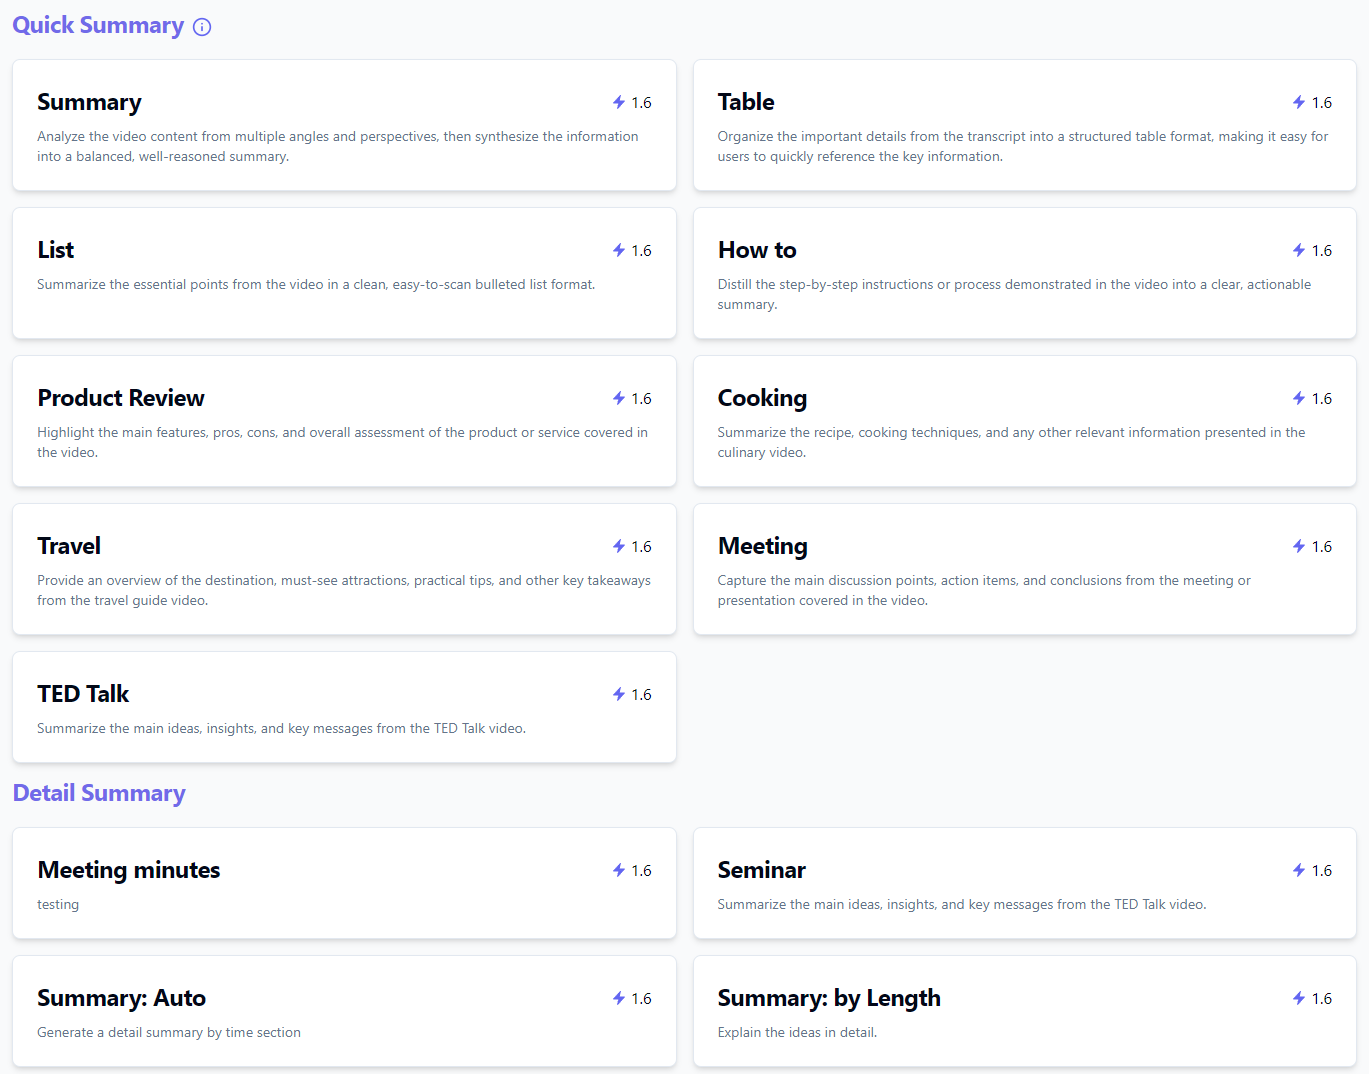 Quick Summary
Summary
1.6
Analyze the video content from multiple angles and perspectives, then synthesize the information
into a balanced, well-reasoned summary.
Table
1.6
Organize the important details from the transcript into a structured table format, making it easy for
users to quickly reference the key information.
List
1.6
Summarize the essential points from the video in a clean, easy-to-scan bulleted list format.
How to
1.6
Distill the step-by-step instructions or process demonstrated in the video into a clear, actionable
summary.
Product Review
1.6
Highlight the main features, pros, cons, and overall assessment of the product or service covered in
the video.
Cooking
1.6
Summarize the recipe, cooking techniques, and any other relevant information presented in the
culinary video.
Travel
1.6
Provide an overview of the destination, must-see attractions, practical tips, and other key takeaways
from the travel guide video.
Meeting
1.6
Capture the main discussion points, action items, and conclusions from the meeting or
presentation covered in the video.
TED Talk
1.6
Summarize the main ideas, insights, and key messages from the TED Talk video.
Detail Summary
Meeting minutes
1.6
testing
Seminar
1.6
Summarize the main ideas, insights, and key messages from the TED Talk video.
Summary: Auto
1.6
Generate a detail summary by time section
Summary: by Length
1.6
Explain the ideas in detail.